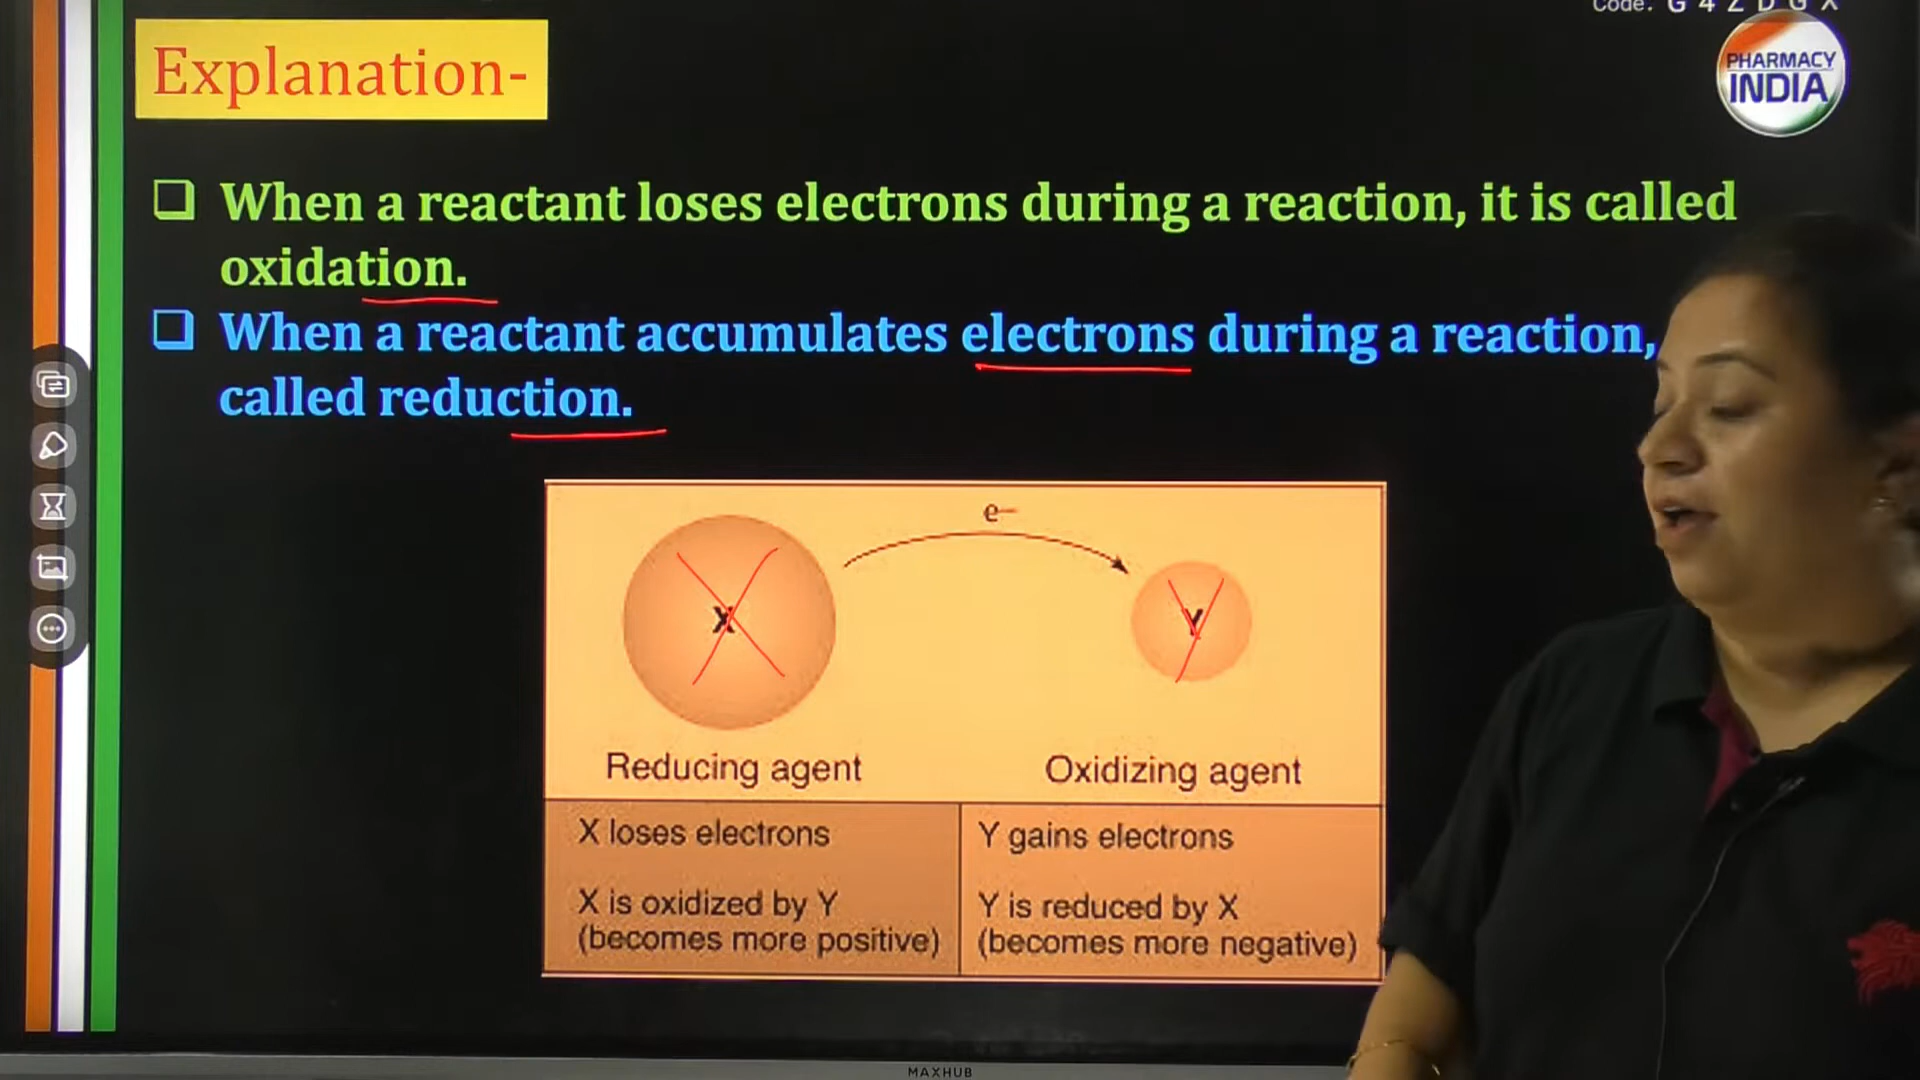 Code: G 4 Z D G X
PHARMACY
INDIA
Explanation-
❑ When a reactant loses electrons during a reaction, it is called
oxidation.
❑ When a reactant accumulates electrons during a reaction,
called reduction.
e–
X
Y
Reducing agent
Oxidizing agent
X loses electrons
Y gains electrons
X is oxidized by Y
(becomes more positive)
Y is reduced by X
(becomes more negative)
MAXHUB